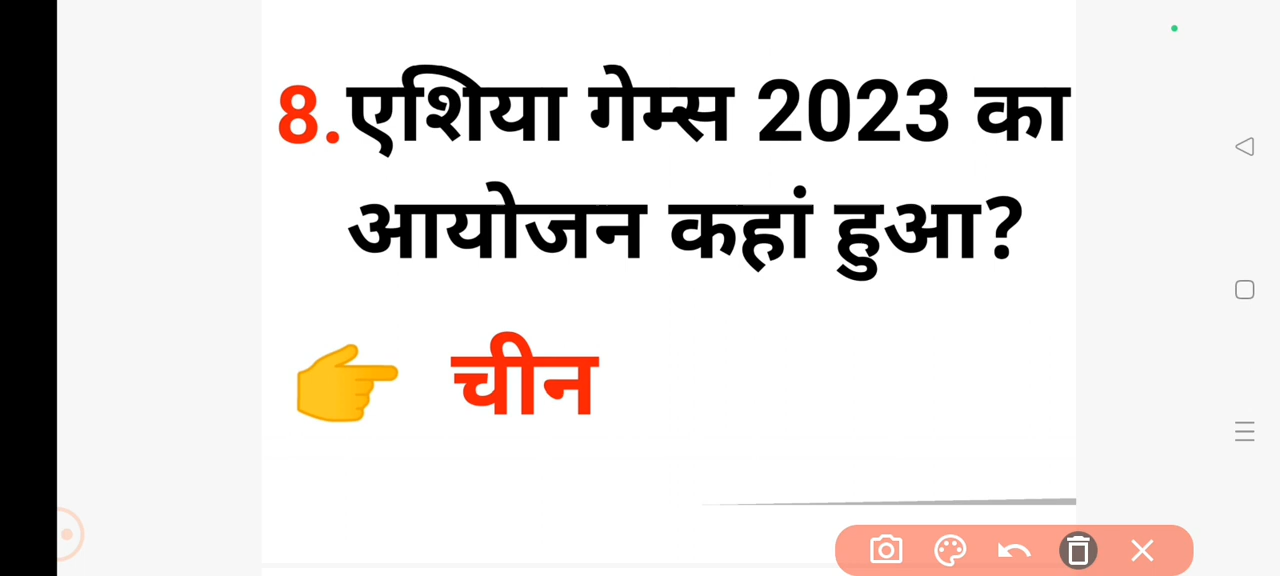 8.एशिया गेम्स 2023 का
आयोजन कहां हुआ?
👉 चीन